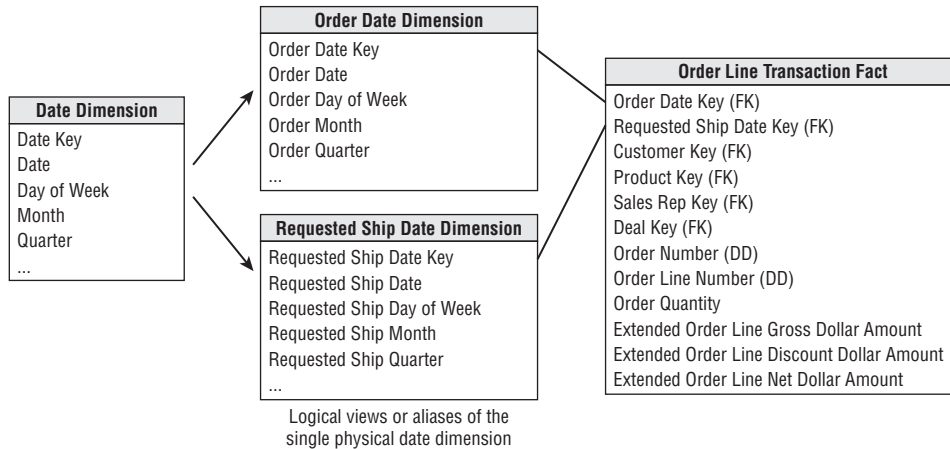 Date Dimension
Date Key
Date
Day of Week
Month
Quarter
...
Order Date Dimension
Order Date Key
Order Date
Order Day of Week
Order Month
Order Quarter
...
Requested Ship Date Dimension
Requested Ship Date Key
Requested Ship Date
Requested Ship Day of Week
Requested Ship Month
Requested Ship Quarter
...
Logical views or aliases of the
single physical date dimension
Order Line Transaction Fact
Order Date Key (FK)
Requested Ship Date Key (FK)
Customer Key (FK)
Product Key (FK)
Sales Rep Key (FK)
Deal Key (FK)
Order Number (DD)
Order Line Number (DD)
Order Quantity
Extended Order Line Gross Dollar Amount
Extended Order Line Discount Dollar Amount
Extended Order Line Net Dollar Amount